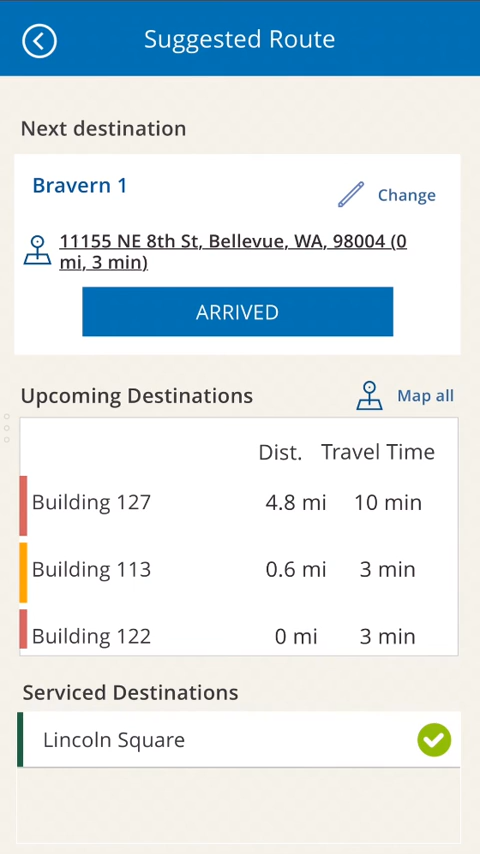 Suggested Route
Next destination
Bravern 1
Change
11155 NE 8th St, Bellevue, WA, 98004 (0
mi, 3 min)
ARRIVED
Upcoming Destinations
Map all
Dist. Travel Time
Building 127 4.8 mi 10 min
Building 113 0.6 mi 3 min
Building 122 0 mi 3 min
Serviced Destinations
Lincoln Square